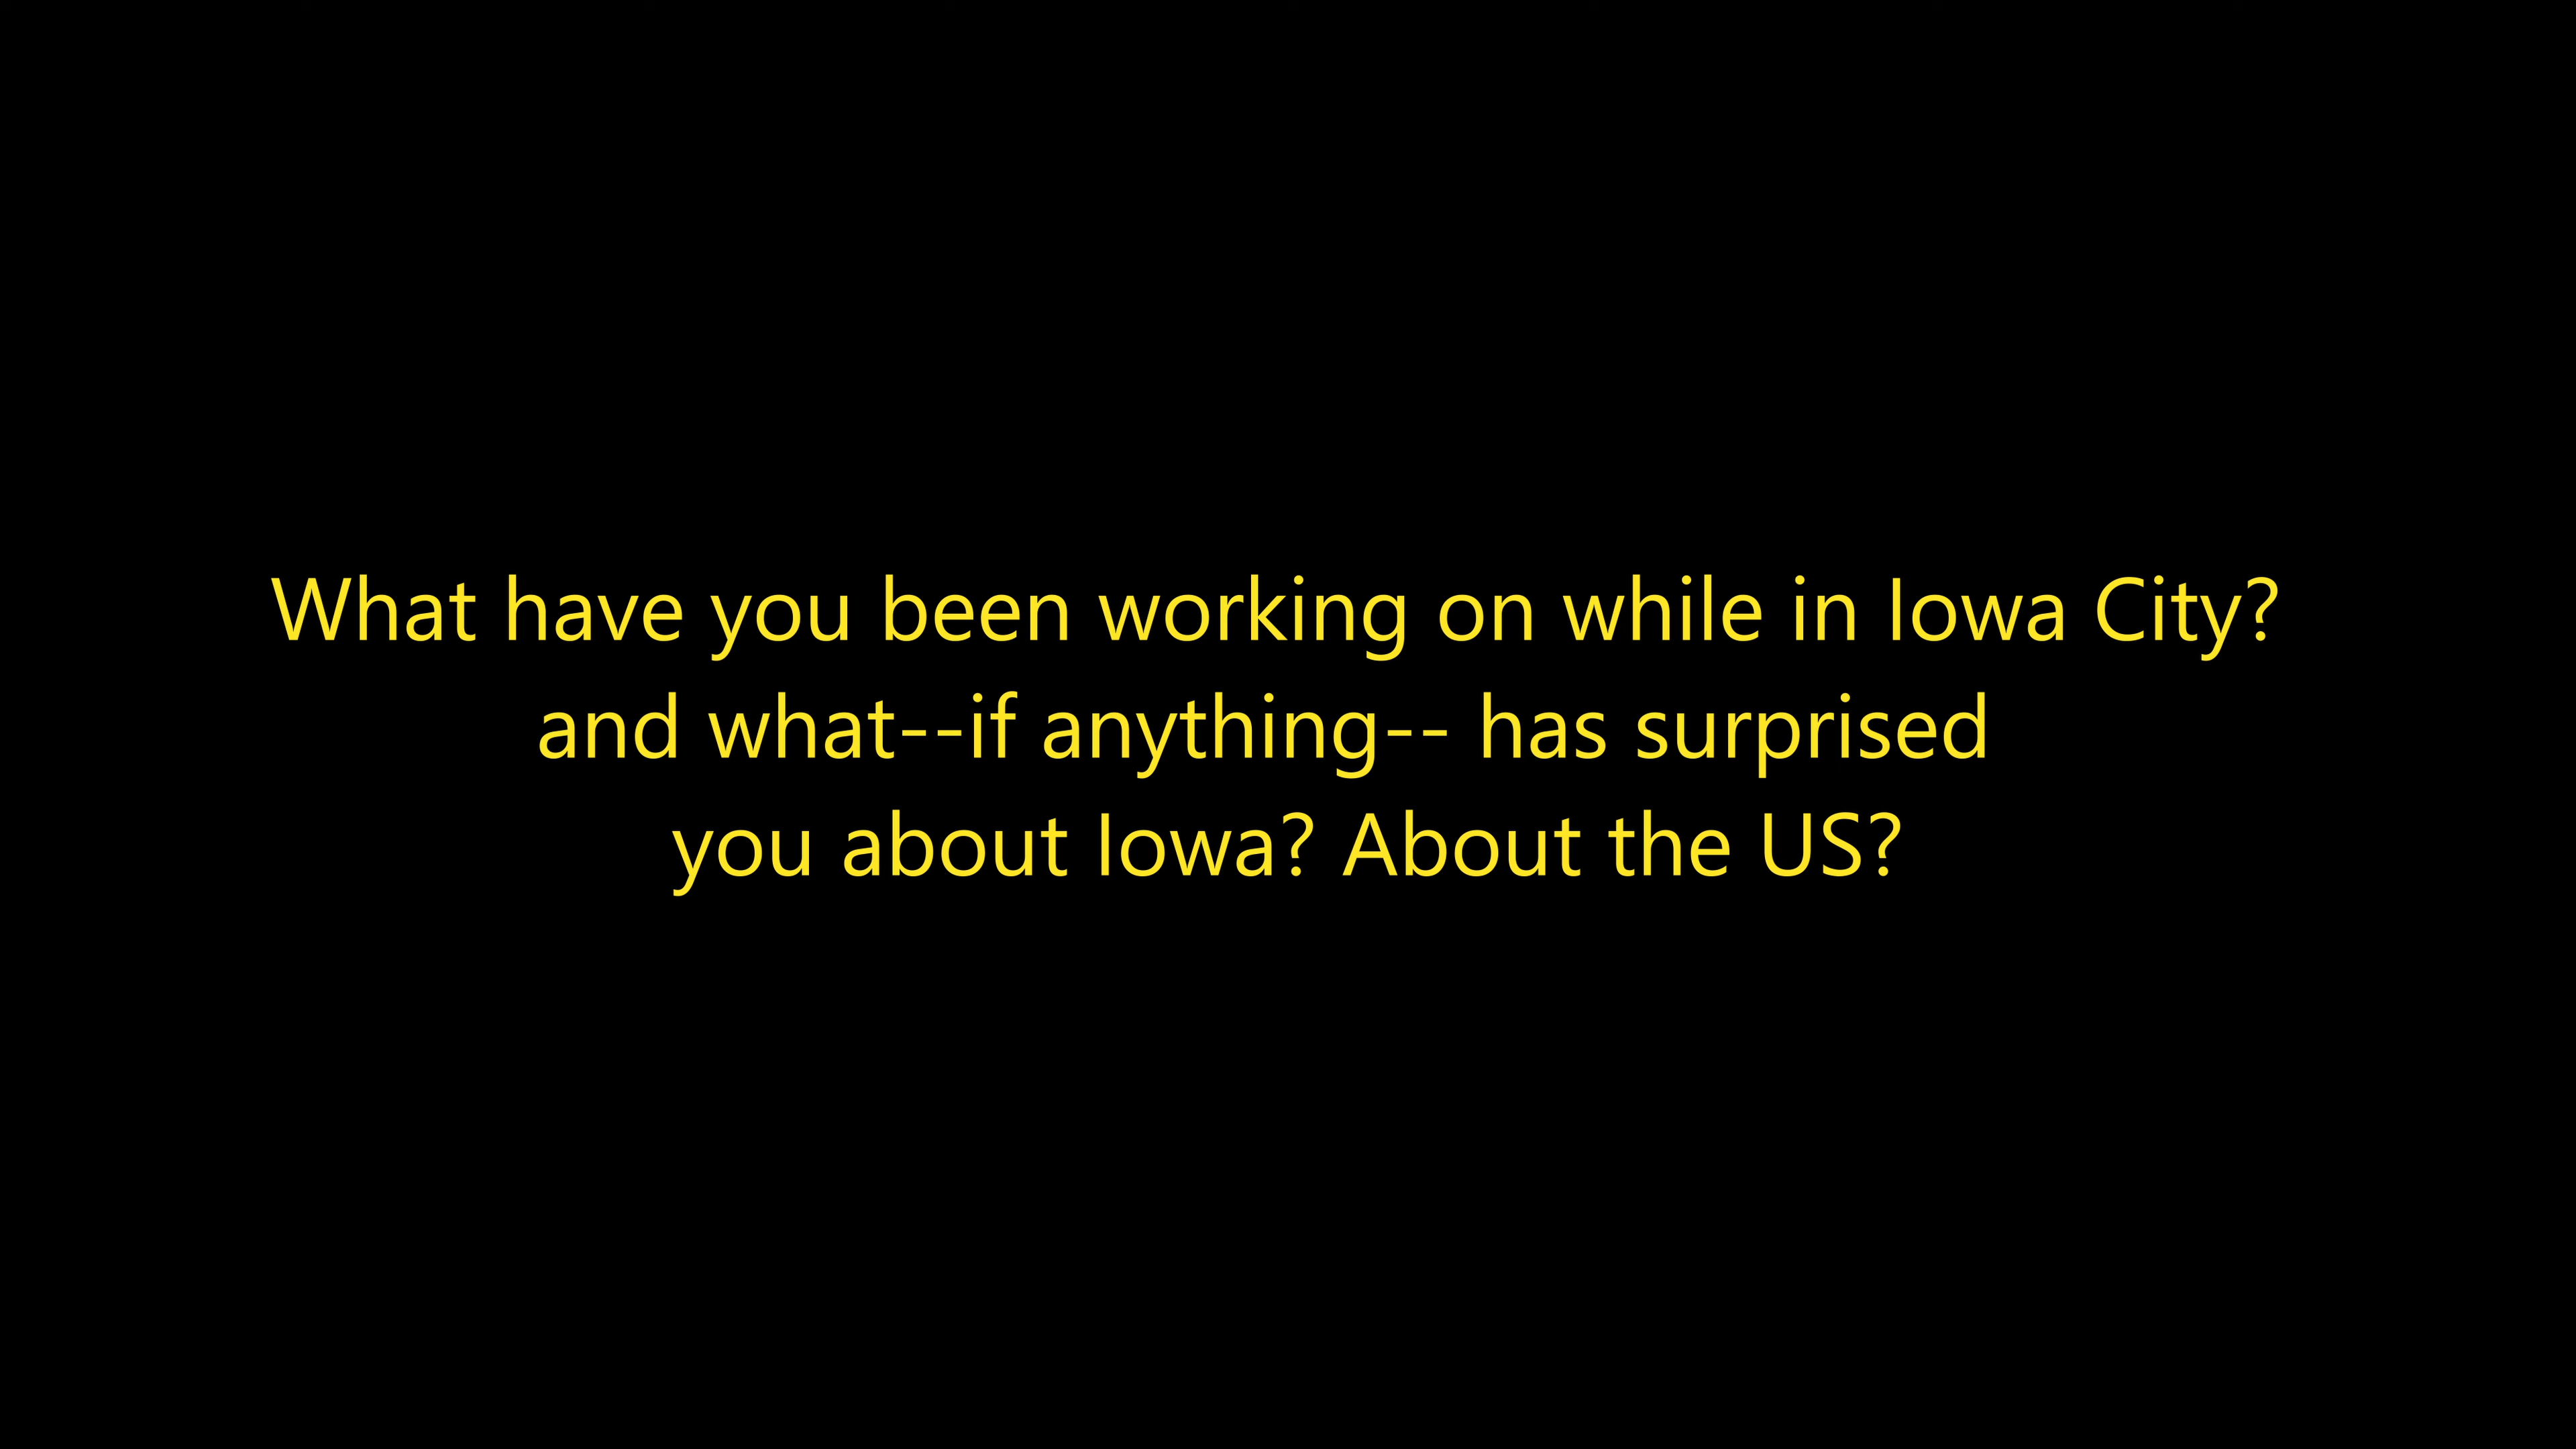 What have you been working on while in Iowa City?
and what--if anything-- has surprised
you about Iowa? About the US?